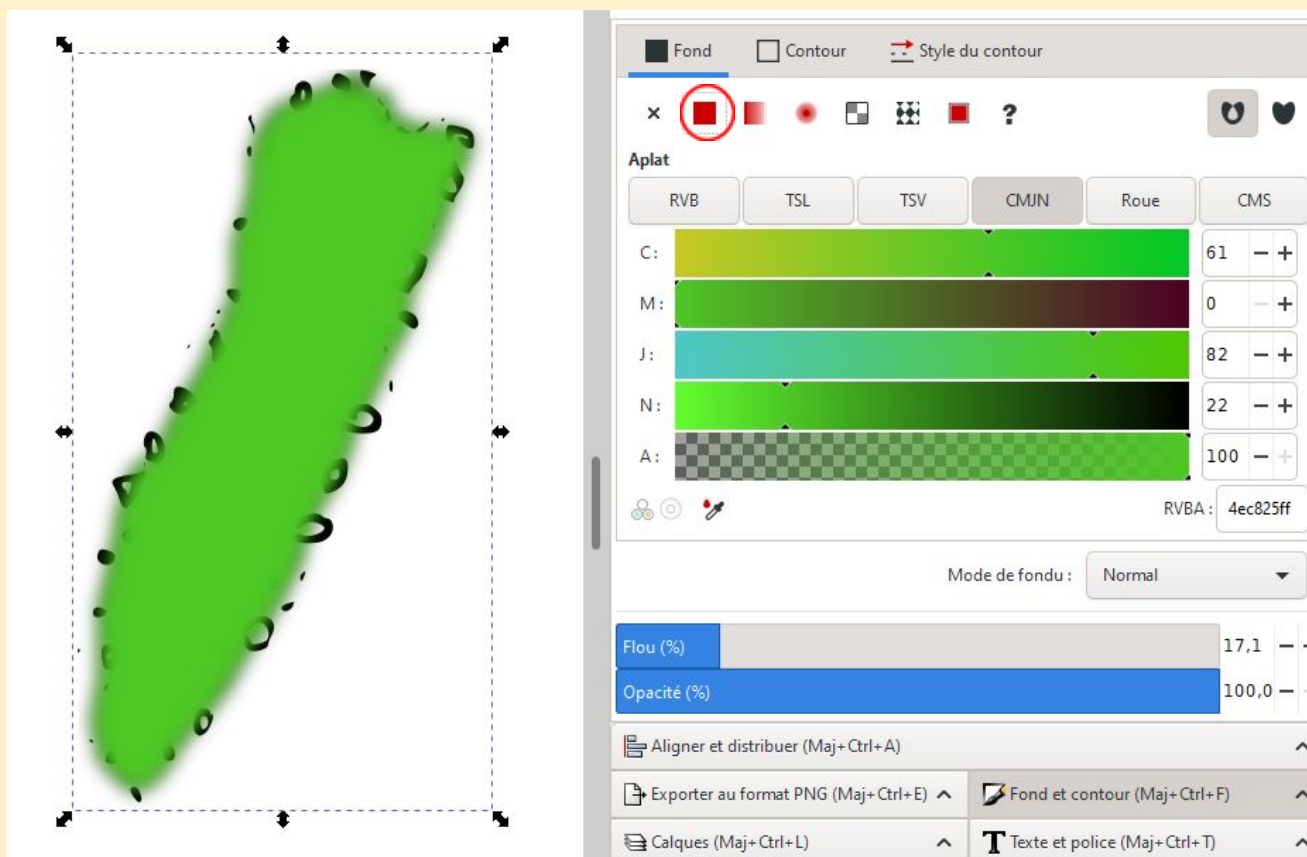 Fond Contour Style du contour
Aplat
RVB TSL TSV CMJN Roue CMS
C: 61
M: 0
J: 82
N: 22
A: 100
RVBA : 4ec825ff
Mode de fondu : Normal
Flou (%) 17,1
Opacité (%) 100,0
Aligner et distribuer (Maj+Ctrl+A)
Exporter au format PNG (Maj+Ctrl+E) Fond et contour (Maj+Ctrl+F)
Calques (Maj+Ctrl+L) Texte et police (Maj+Ctrl+T)